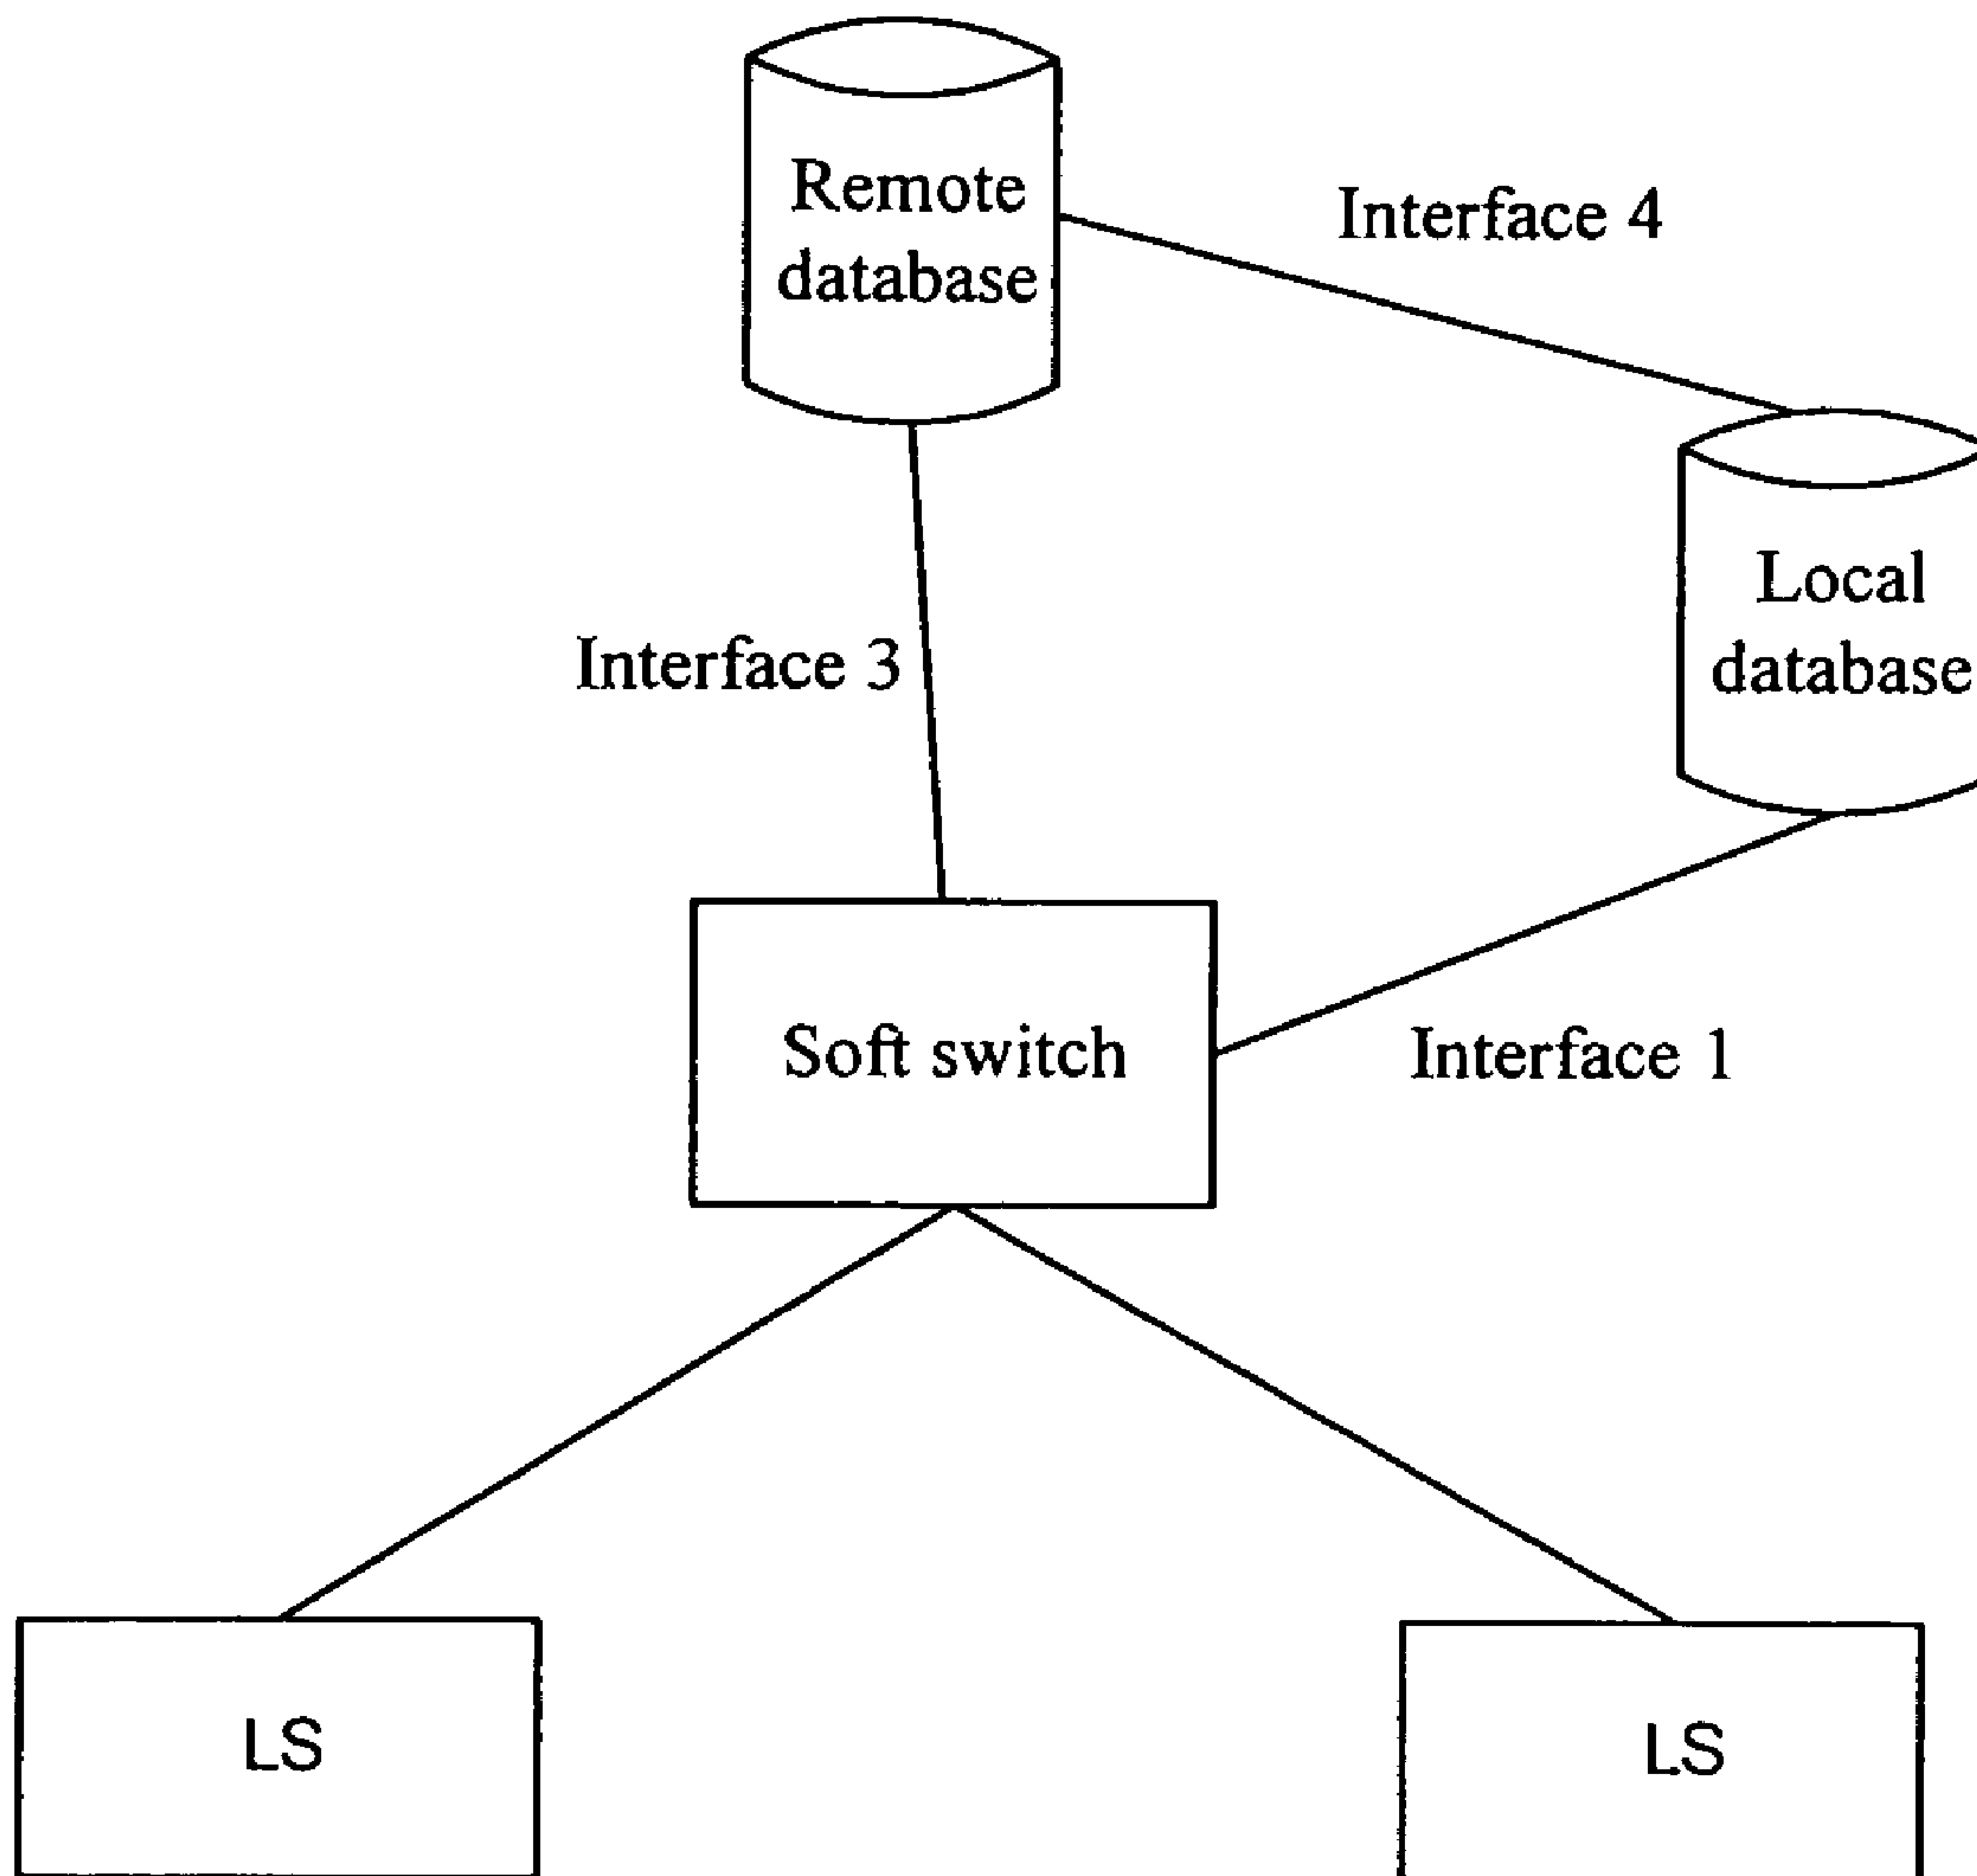 Remote
database
Interface 4
Local
database
Interface 3
Soft switch
Interface 1
LS
LS